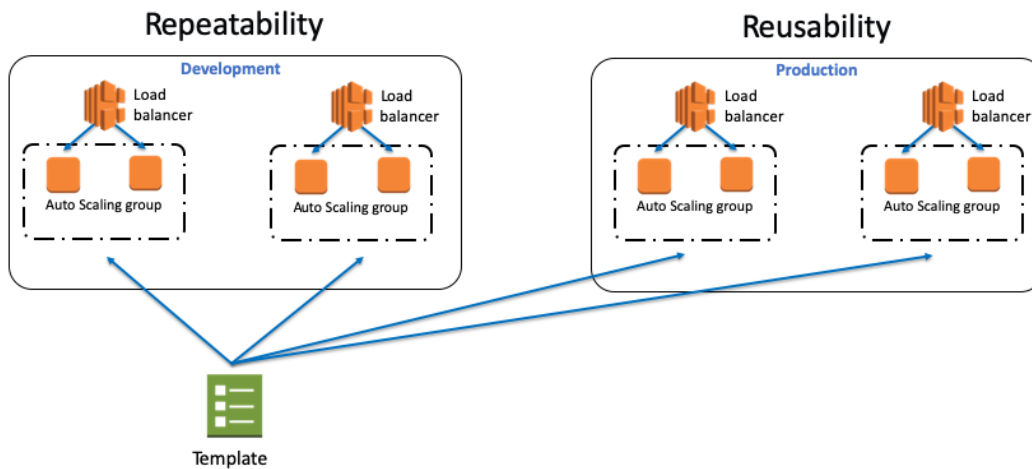 Repeatability
Reusability
Development
Load
balancer
Auto Scaling group
Load
balancer
Auto Scaling group
Production
Load
balancer
Auto Scaling group
Load
balancer
Auto Scaling group
Template